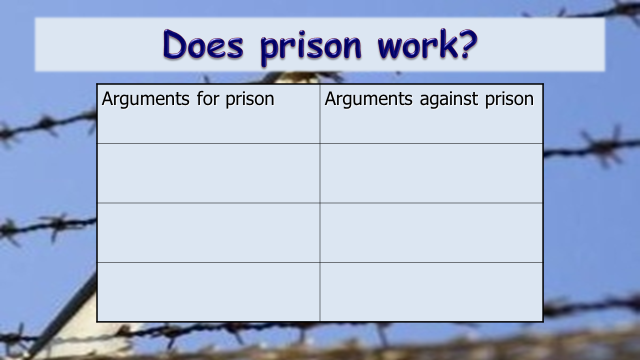 Does prison work?
Arguments for prison
Arguments against prison